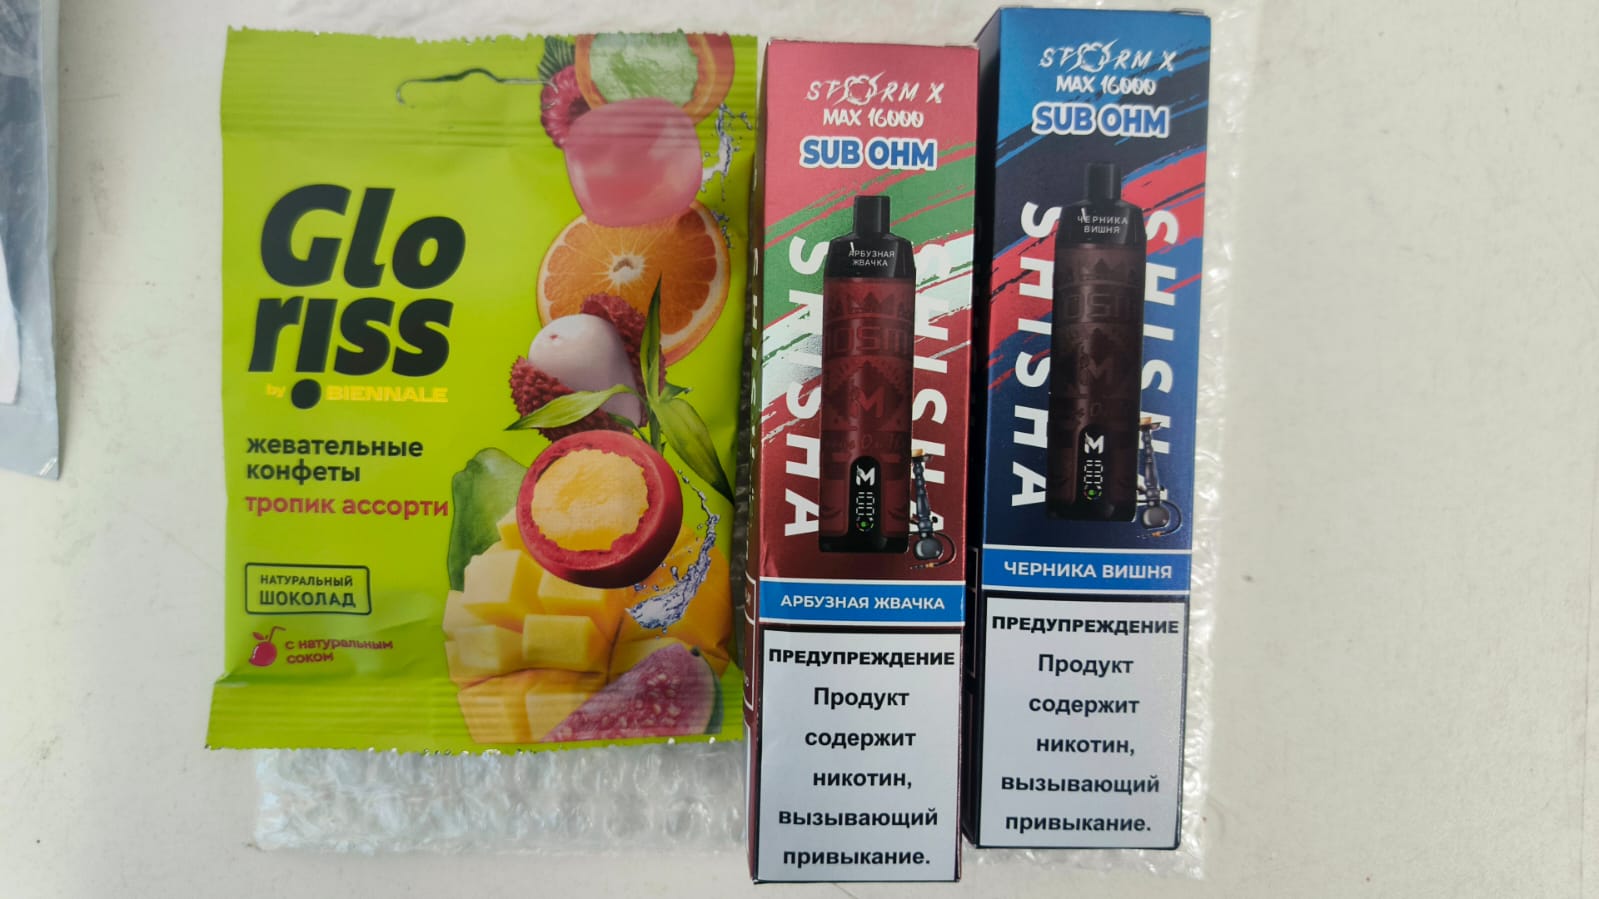 Glo
riss
by BIENNALE
жевательные
конфеты
тропик ассорти
НАТУРАЛЬНЫЙ
ШОКОЛАД
с натуральным
соком
STORM X
MAX 16000
SUB OHM
SHISHA
SHISHA
АРБУЗНАЯ
ЖВАЧКА
M
АРБУЗНАЯ ЖВАЧКА
ПРЕДУПРЕЖДЕНИЕ
Продукт
содержит
никотин,
вызывающий
привыкание.
STORM X
MAX 16000
SUB OHM
SHISHA
SHISHA
ЧЕРНИКА
ВИШНЯ
M
ЧЕРНИКА ВИШНЯ
ПРЕДУПРЕЖДЕНИЕ
Продукт
содержит
никотин,
вызывающий
привыкание.